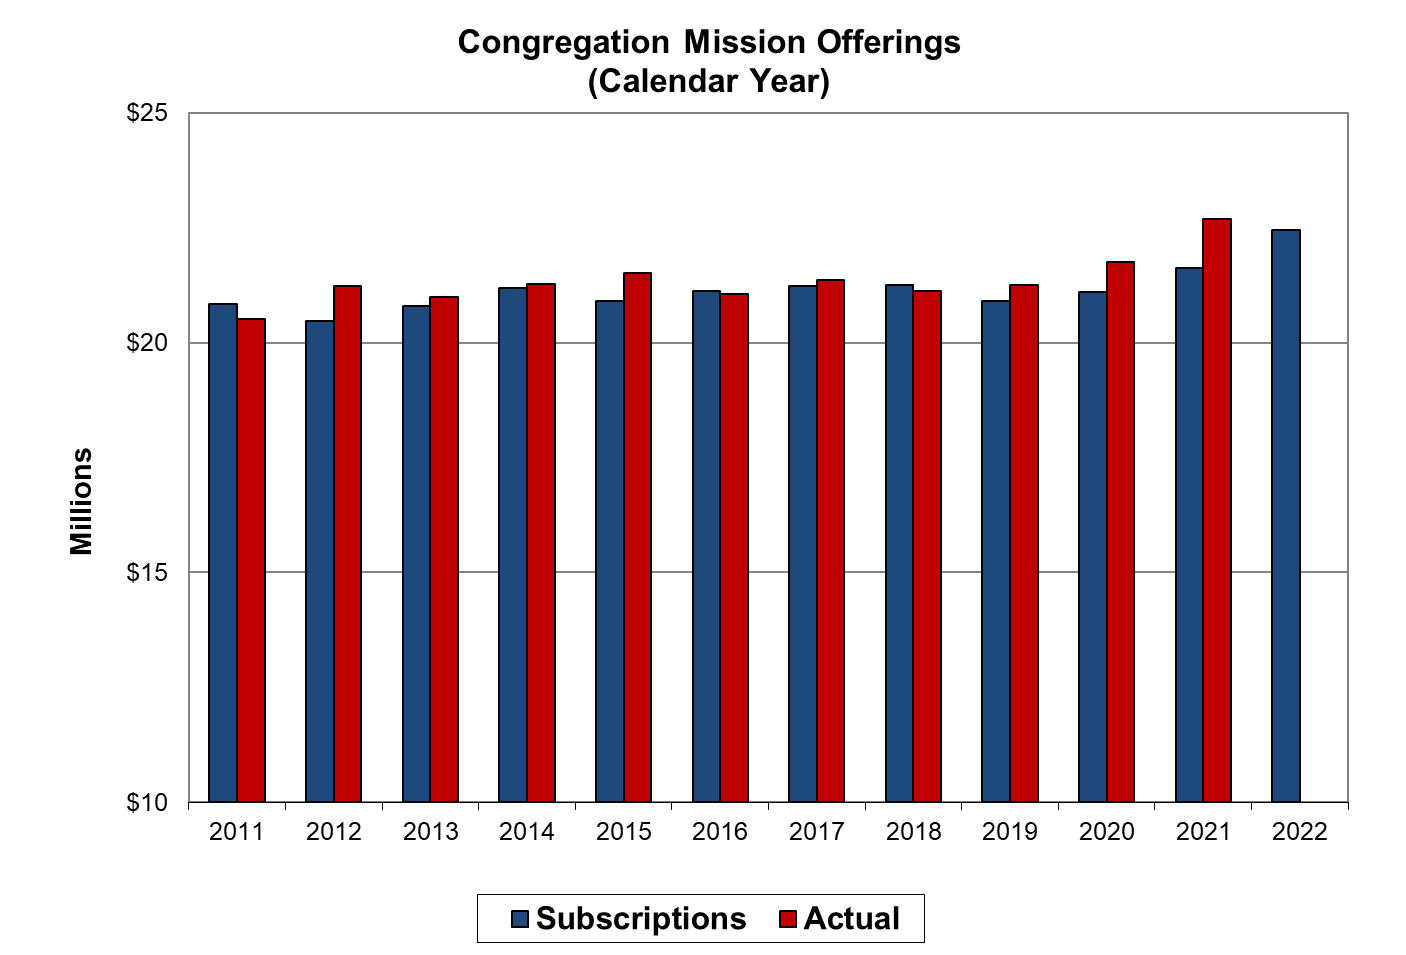 Congregation Mission Offerings
(Calendar Year)
$25
$20
$15
$10
Millions
2011 2012 2013 2014 2015 2016 2017 2018 2019 2020 2021 2022
Subscriptions Actual